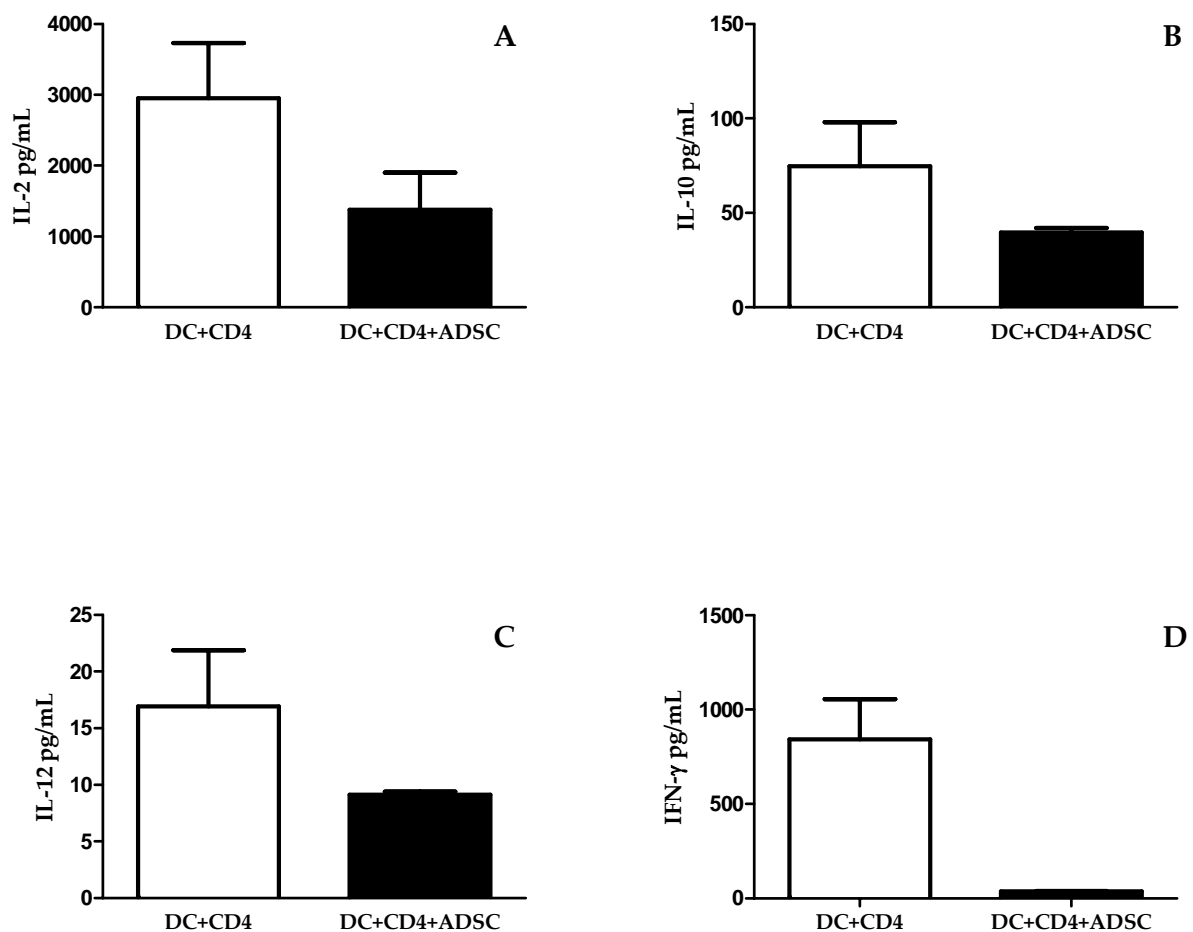 A
4000
3000
2000
1000
0
IL-2 pg/mL
DC+CD4
DC+CD4+ADSC
B
150
100
50
0
IL-10 pg/mL
DC+CD4
DC+CD4+ADSC
C
25
20
15
10
5
0
IL-12 pg/mL
DC+CD4
DC+CD4+ADSC
D
1500
1000
500
0
IFN-γ pg/mL
DC+CD4
DC+CD4+ADSC